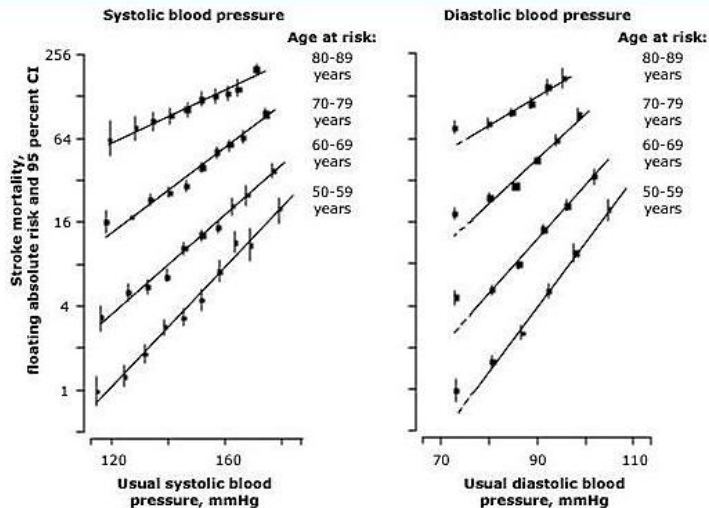 Systolic blood pressure
Age at risk:
80-89
years
70-79
years
60-69
years
50-59
years
256
64
16
4
1
Stroke mortality,
floating absolute risk and 95 percent CI
120
160
Usual systolic blood
pressure, mmHg
Diastolic blood pressure
Age at risk:
80-89
years
70-79
years
60-69
years
50-59
years
70
90
110
Usual diastolic blood
pressure, mmHg